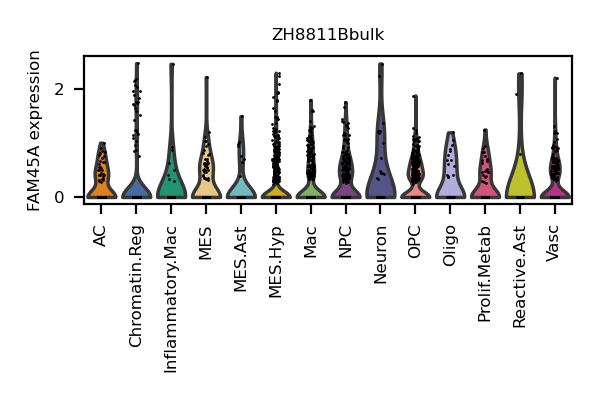 ZH8811Bbulk
FAM45A expression
2
0
AC
Chromatin.Reg
Inflammatory.Mac
MES
MES.Ast
MES.Hyp
Mac
NPC
Neuron
OPC
Oligo
Prolif.Metab
Reactive.Ast
Vasc